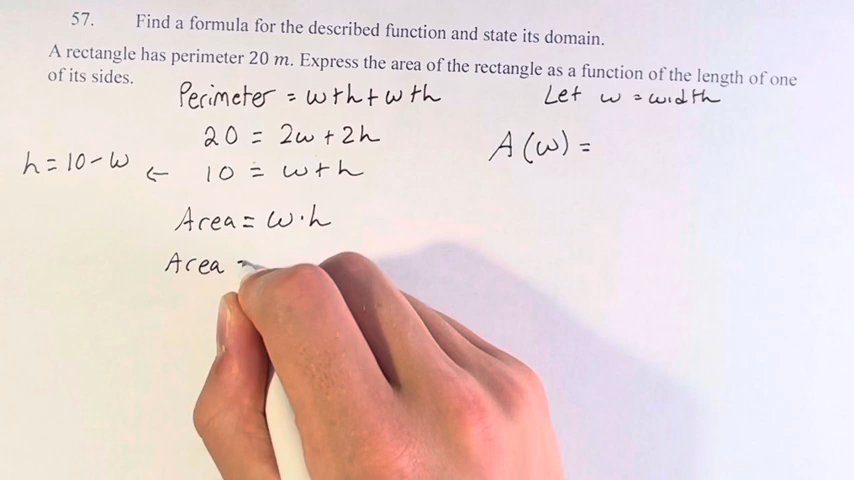 57. Find a formula for the described function and state its domain.
A rectangle has perimeter 20 m. Express the area of the rectangle as a function of the length of one
of its sides.
Perimeter = w+h+w+h
Let w = width
20 = 2w + 2h
A(w) =
h = 10-w ← 10 = w+h
Area = w·h
Area =